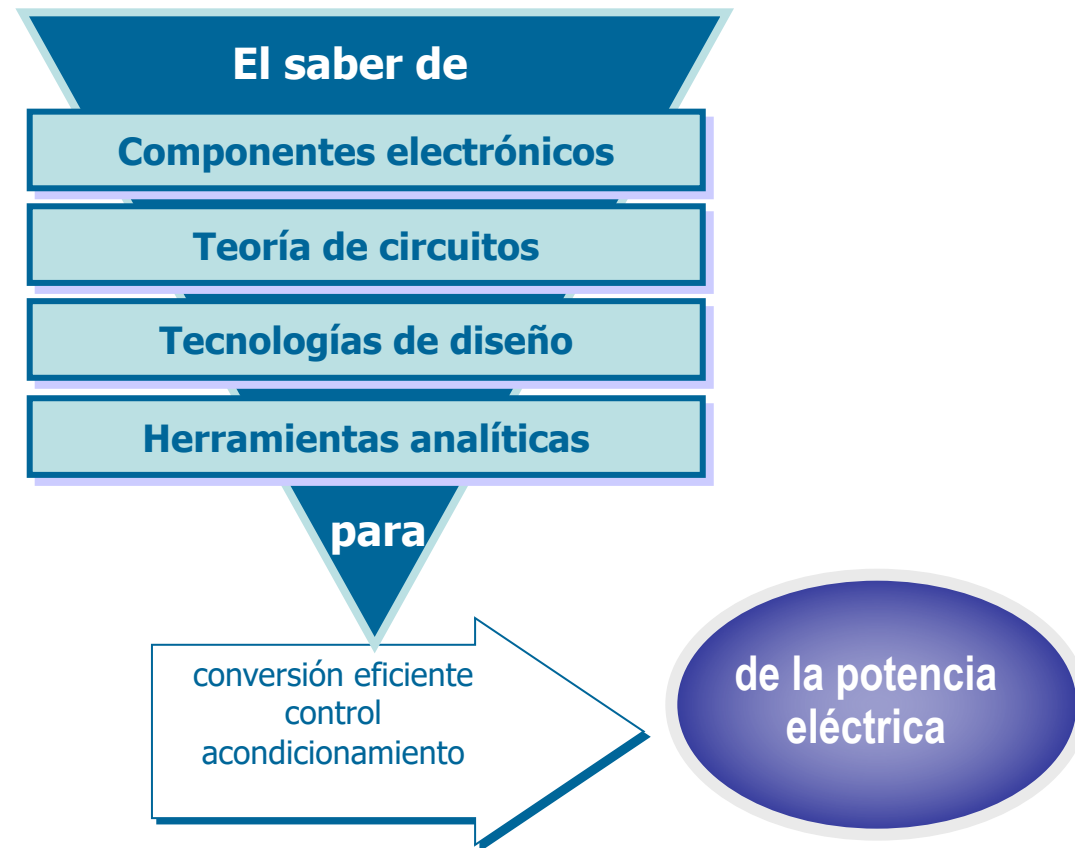 El saber de
Componentes electrónicos
Teoría de circuitos
Tecnologías de diseño
Herramientas analíticas
para
conversión eficiente
control
acondicionamiento
de la potencia
eléctrica